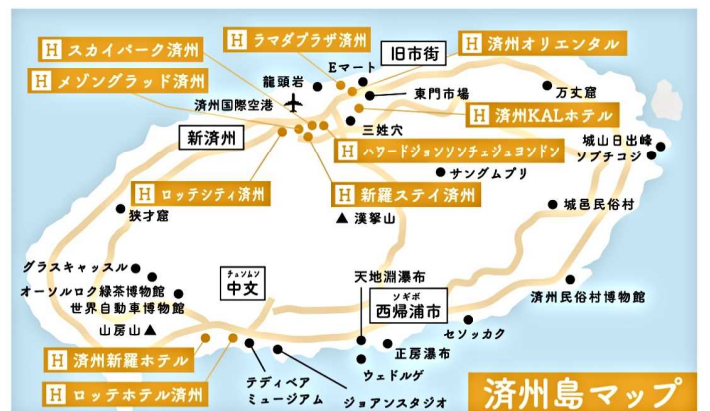 H スカイパーク済州
H ラマダプラザ済州
旧市街
H 済州オリエンタル
H メゾングラッド済州
龍頭岩
Eマート
済州国際空港
東門市場
万丈窟
H 済州KALホテル
新済州
三姓穴
城山日出峰
ソプチコジ
H ハワードジョンソンチェジュヨンドン
サングムブリ
H ロッテシティ済州
H 新羅ステイ済州
狭才窟
漢拏山
城邑民俗村
グラスキャッスル
チュンムン
中文
天地淵瀑布
オーソルロク緑茶博物館
世界自動車博物館
ソギポ
西帰浦市
済州民俗村博物館
山房山
セソッカク
H 済州新羅ホテル
正房瀑布
ウェドルゲ
H ロッテホテル済州
テディベア
ミュージアム
ジョアンスタジオ
済州島マップ